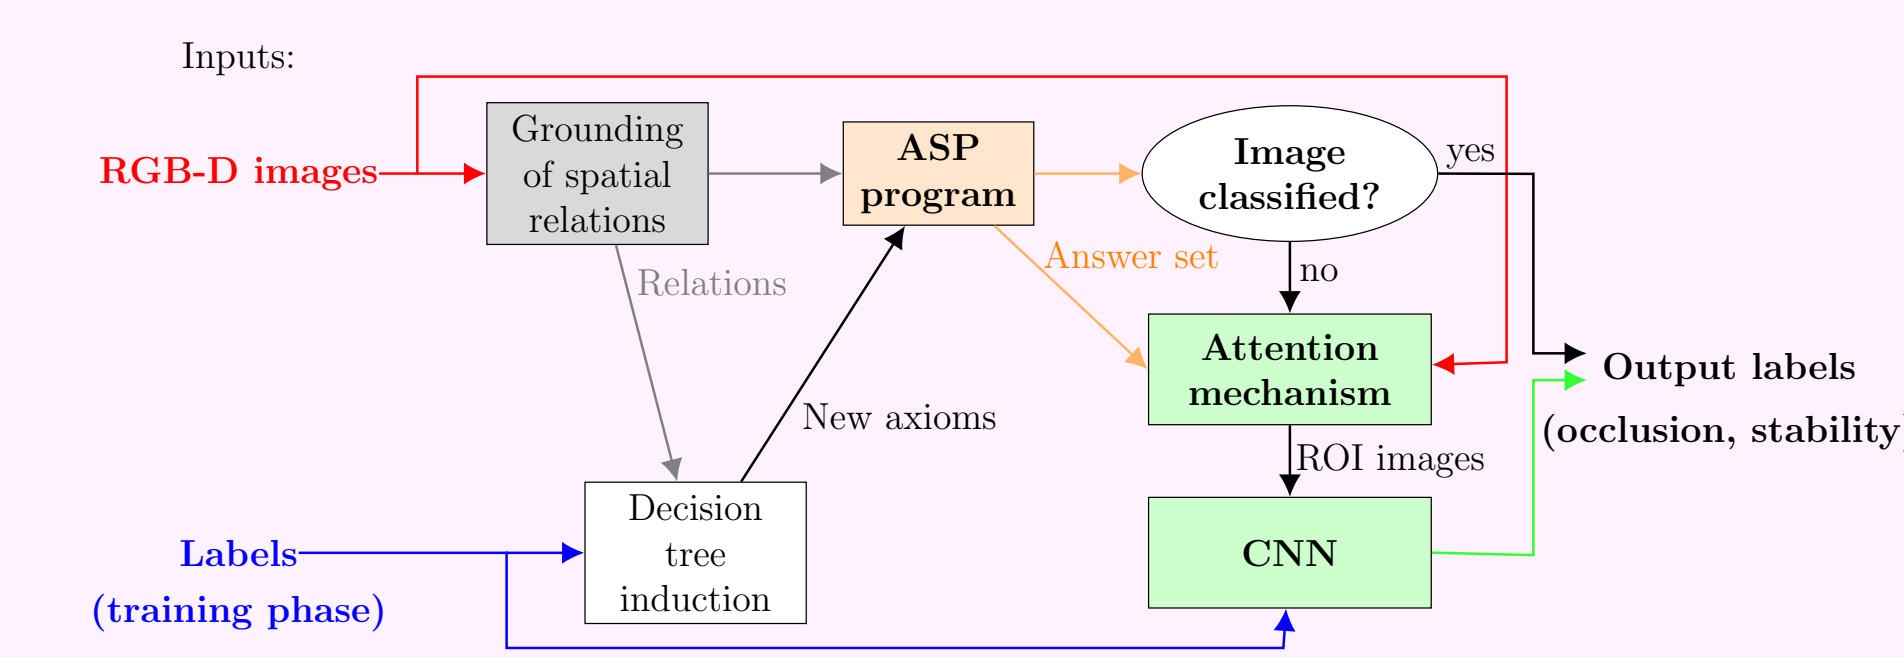 Inputs:
RGB-D images
Grounding
of spatial
relations
ASP
program
Image
classified?
yes
no
Relations
Answer set
Attention
mechanism
Output labels
(occlusion, stability)
New axioms
ROI images
Labels
(training phase)
Decision
tree
induction
CNN